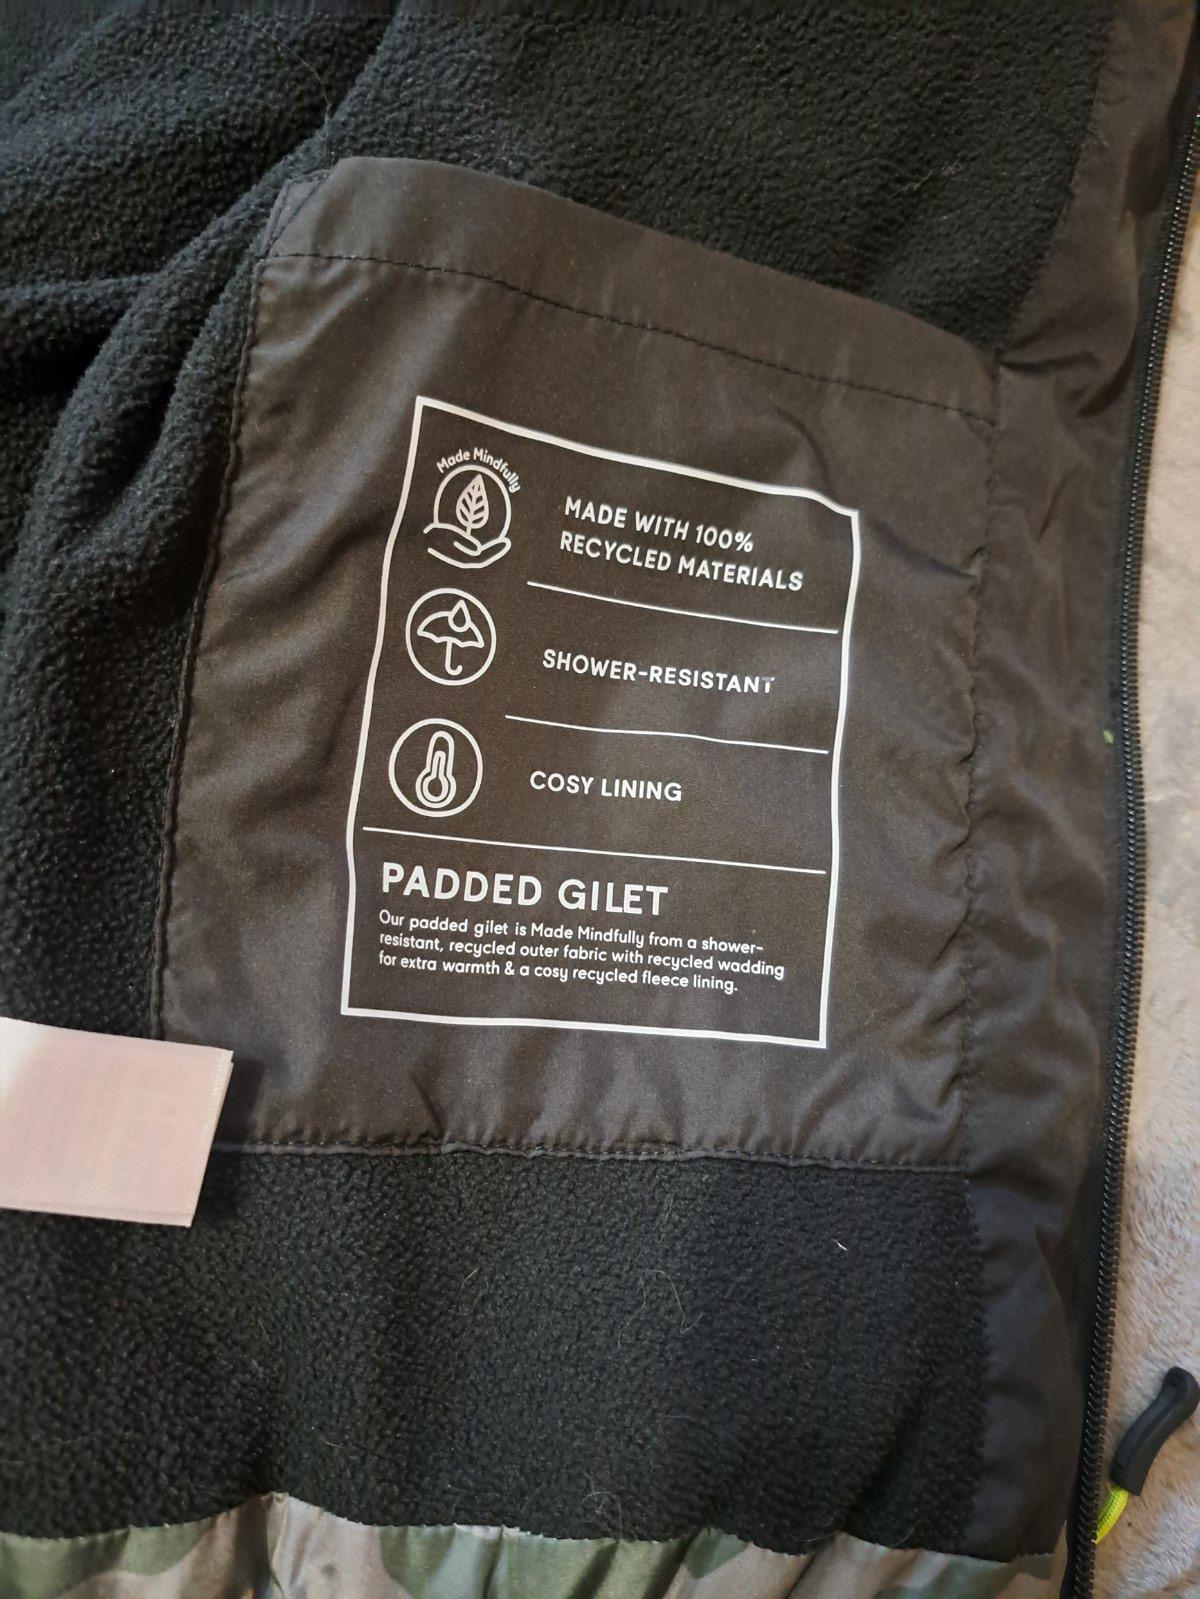 Made Mindfully
MADE WITH 100%
RECYCLED MATERIALS
SHOWER-RESISTANT
COSY LINING
PADDED GILET
Our padded gilet is Made Mindfully from a shower-
resistant, recycled outer fabric with recycled wadding
for extra warmth & a cosy recycled fleece lining.